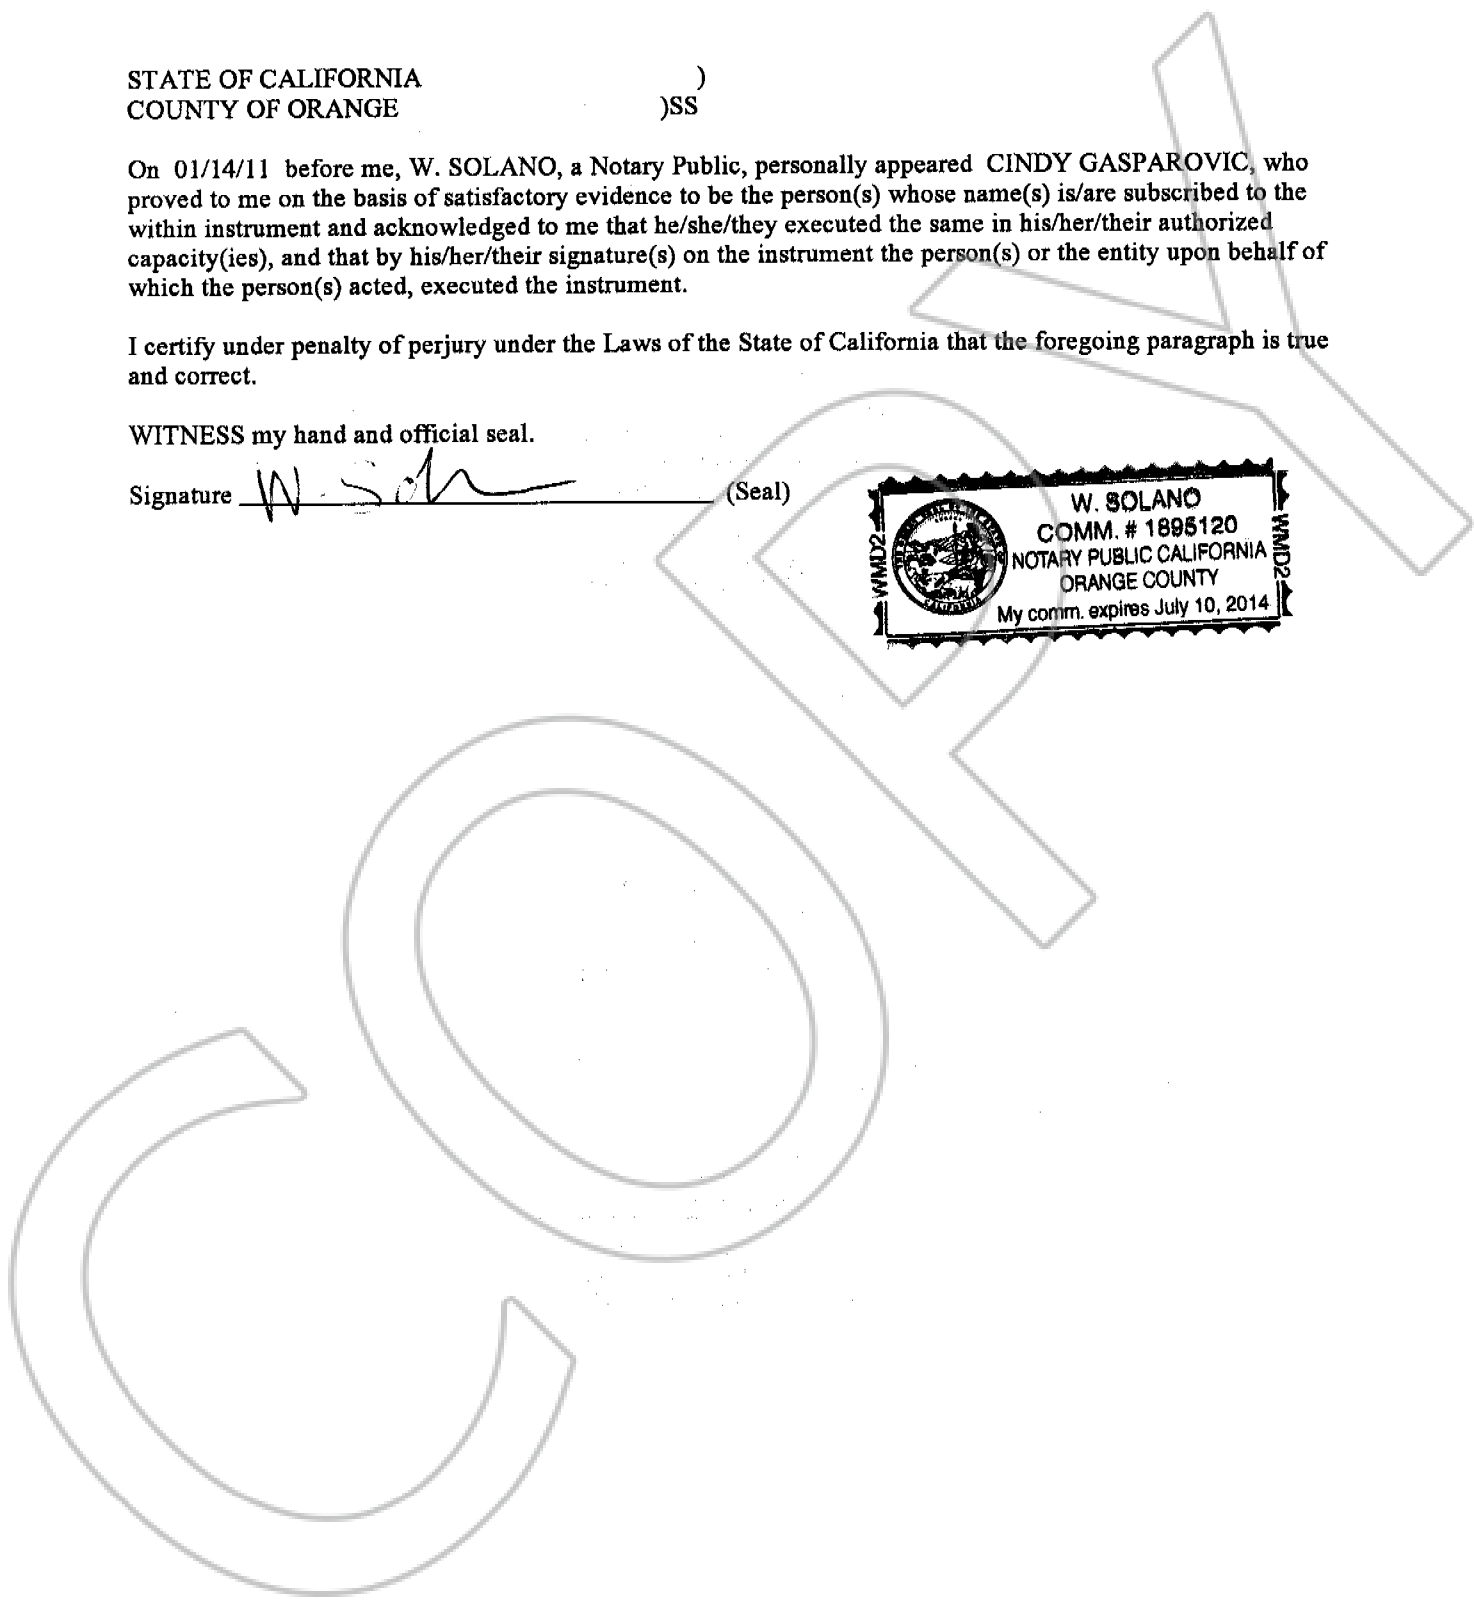 STATE OF CALIFORNIA )
COUNTY OF ORANGE )SS
On 01/14/11 before me, W. SOLANO, a Notary Public, personally appeared CINDY GASPAROVIC, who
proved to me on the basis of satisfactory evidence to be the person(s) whose name(s) is/are subscribed to the
within instrument and acknowledged to me that he/she/they executed the same in his/her/their authorized
capacity(ies), and that by his/her/their signature(s) on the instrument the person(s) or the entity upon behalf of
which the person(s) acted, executed the instrument.
I certify under penalty of perjury under the Laws of the State of California that the foregoing paragraph is true
and correct.
WITNESS my hand and official seal.
Signature W. Sol (Seal)
W. SOLANO
COMM. # 1895120
NOTARY PUBLIC CALIFORNIA
ORANGE COUNTY
My comm. expires July 10, 2014
WMD2
WMD2
CALIFORNIA
COPY